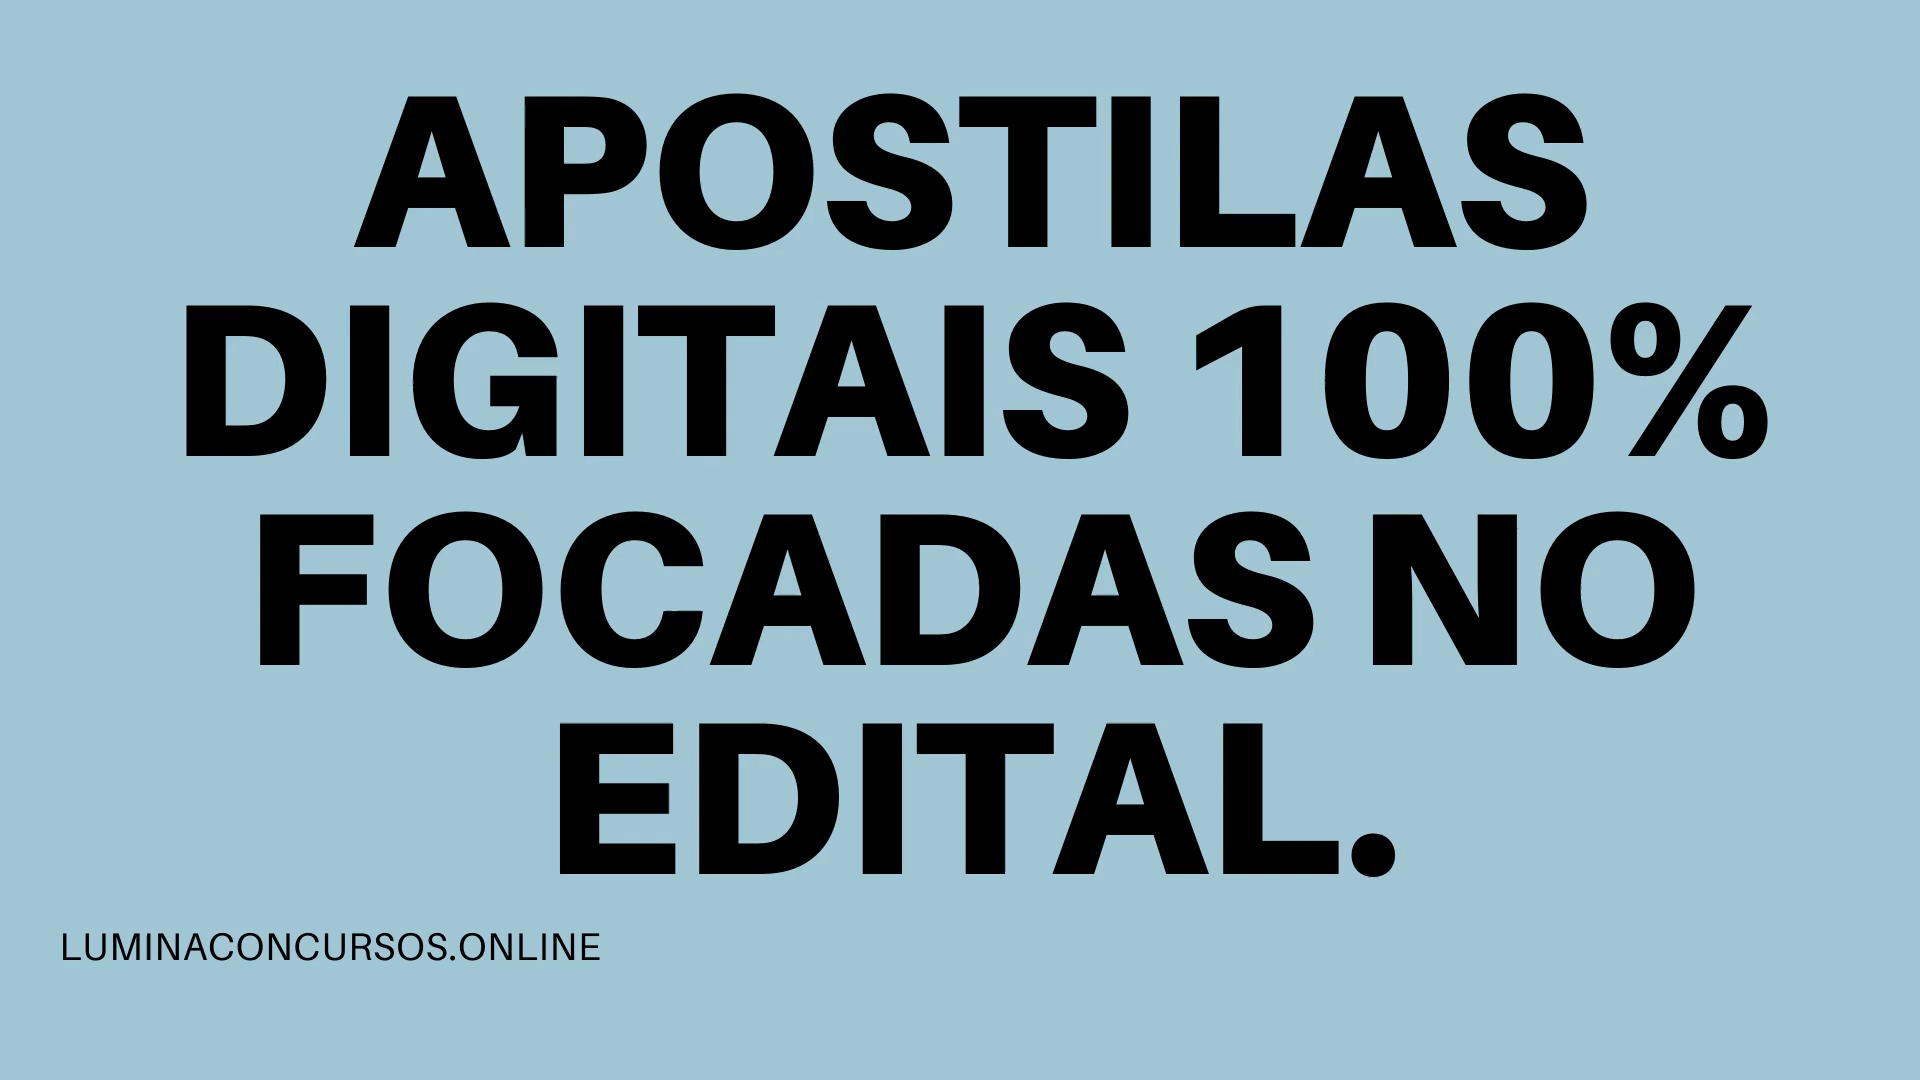 APOSTILAS
DIGITAIS 100%
FOCADAS NO
EDITAL.
LUMINACONCURSOS.ONLINE